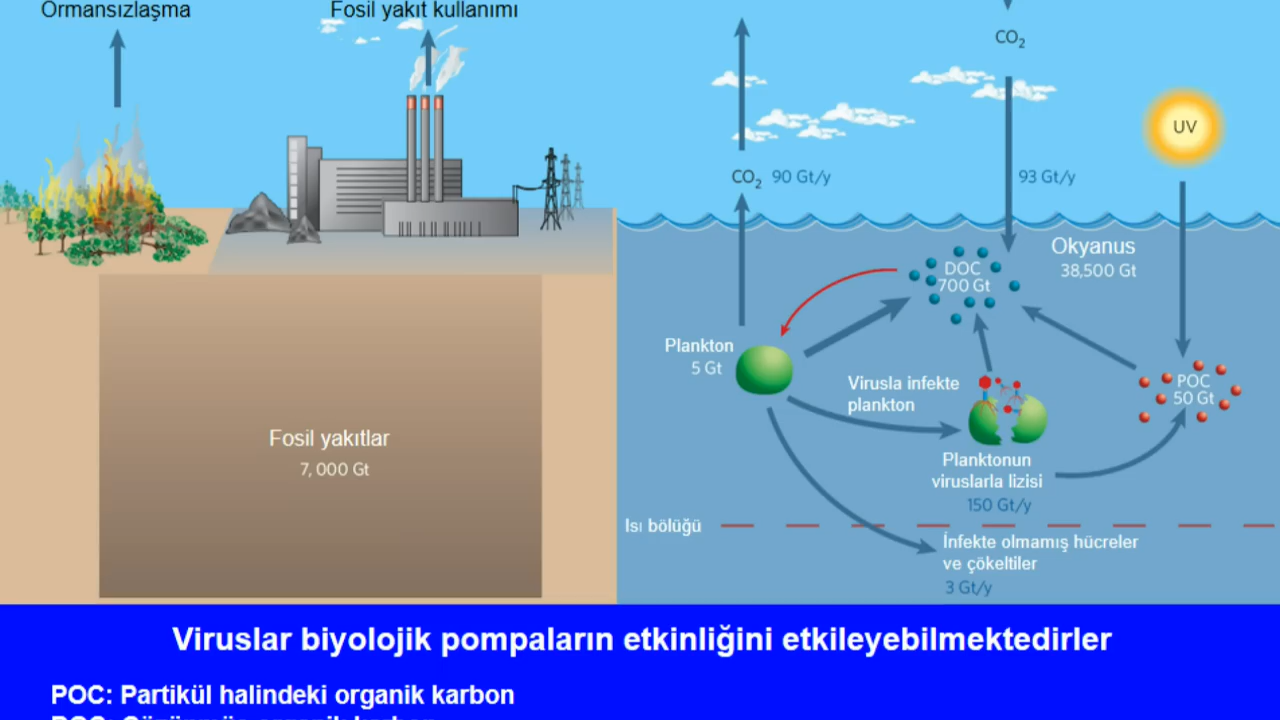 Ormansızlaşma
Fosil yakıt kullanımı
CO2
UV
CO2 90 Gt/y
93 Gt/y
Okyanus
38,500 Gt
DOC
700 Gt
Plankton
5 Gt
Virusla infekte
plankton
POC
50 Gt
Fosil yakıtlar
7, 000 Gt
Planktonun
viruslarla lizisi
150 Gt/y
Isı bölüğü
İnfekte olmamış hücreler
ve çökeltiler
3 Gt/y
Viruslar biyolojik pompaların etkinliğini etkileyebilmektedirler
POC: Partikül halindeki organik karbon